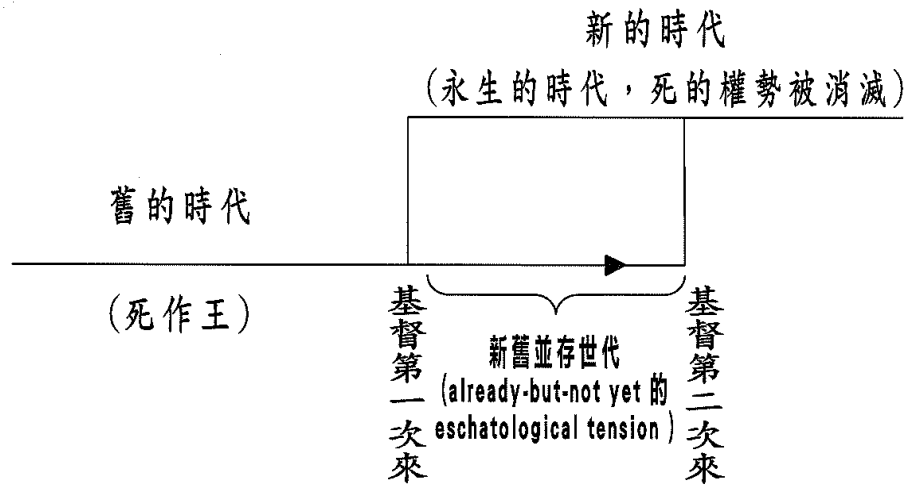 新的時代
(永生的時代，死的權勢被消滅)
舊的時代
(死作王)
基督第一次來
新舊並存世代
(already-but-not yet 的
eschatological tension )
基督第二次來